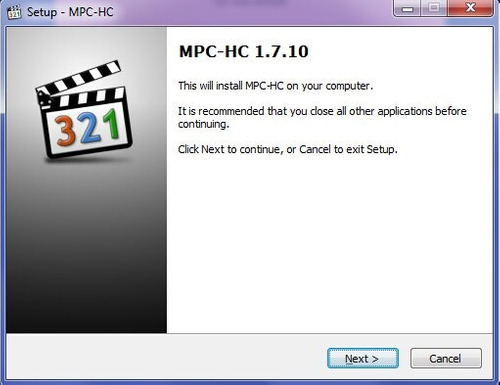 Setup - MPC-HC
MPC-HC 1.7.10
This will install MPC-HC on your computer.
It is recommended that you close all other applications before
continuing.
Click Next to continue, or Cancel to exit Setup.
321
Next >
Cancel